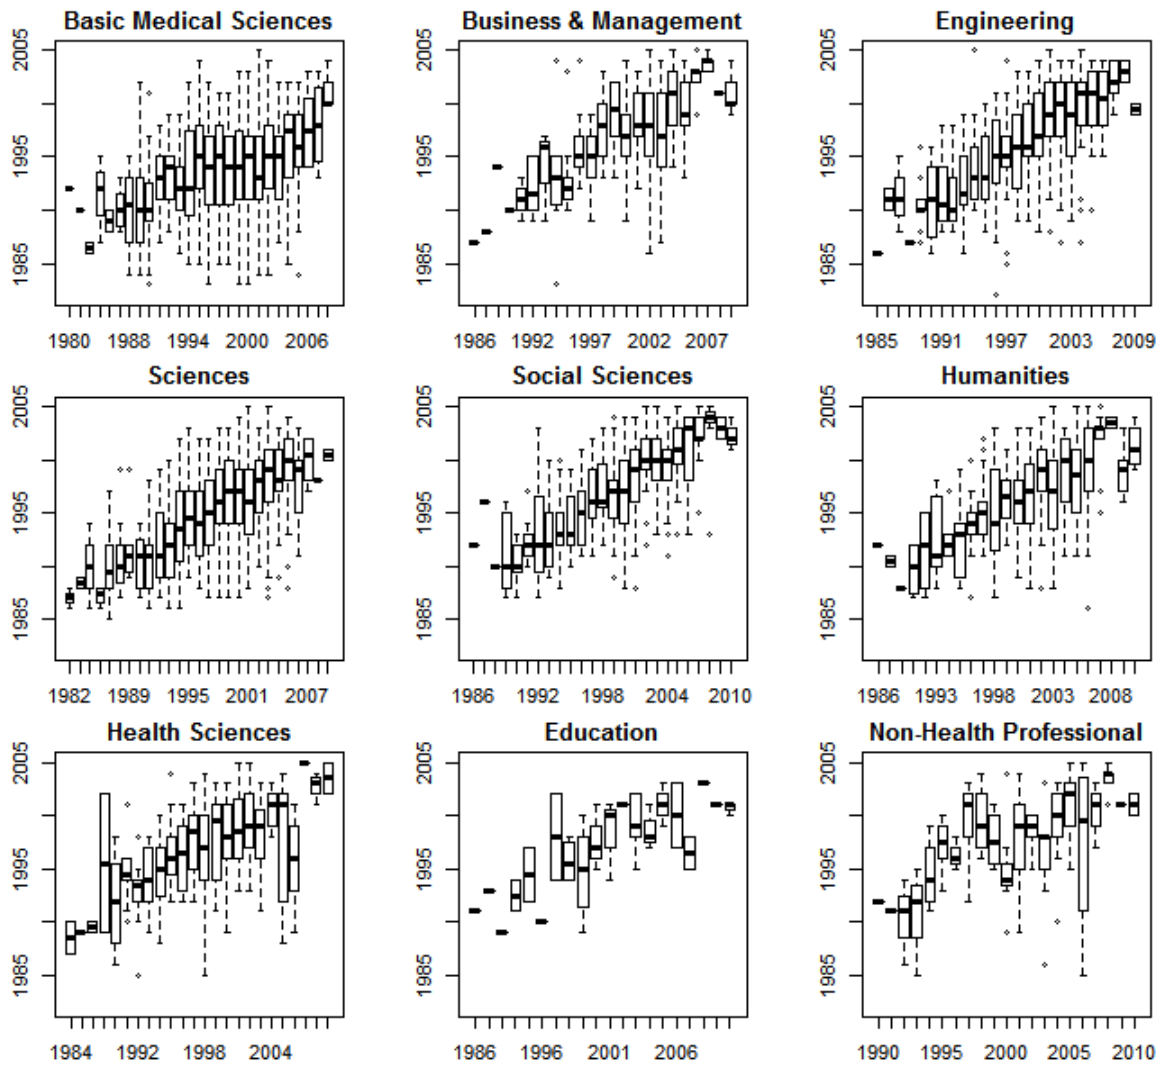 Basic Medical Sciences Business & Management Engineering
2005 2005 2005
1995 1995 1995
1985 1985 1985
1980 1988 1994 2000 2006 1986 1992 1997 2002 2007 1985 1991 1997 2003 2009
Sciences Social Sciences Humanities
2005 2005 2005
1995 1995 1995
1985 1985 1985
1982 1989 1995 2001 2007 1986 1992 1998 2004 2010 1986 1993 1998 2003 2008
Health Sciences Education Non-Health Professional
2005 2005 2005
1995 1995 1995
1985 1985 1985
1984 1992 1998 2004 1986 1996 2001 2006 1990 1995 2000 2005 2010